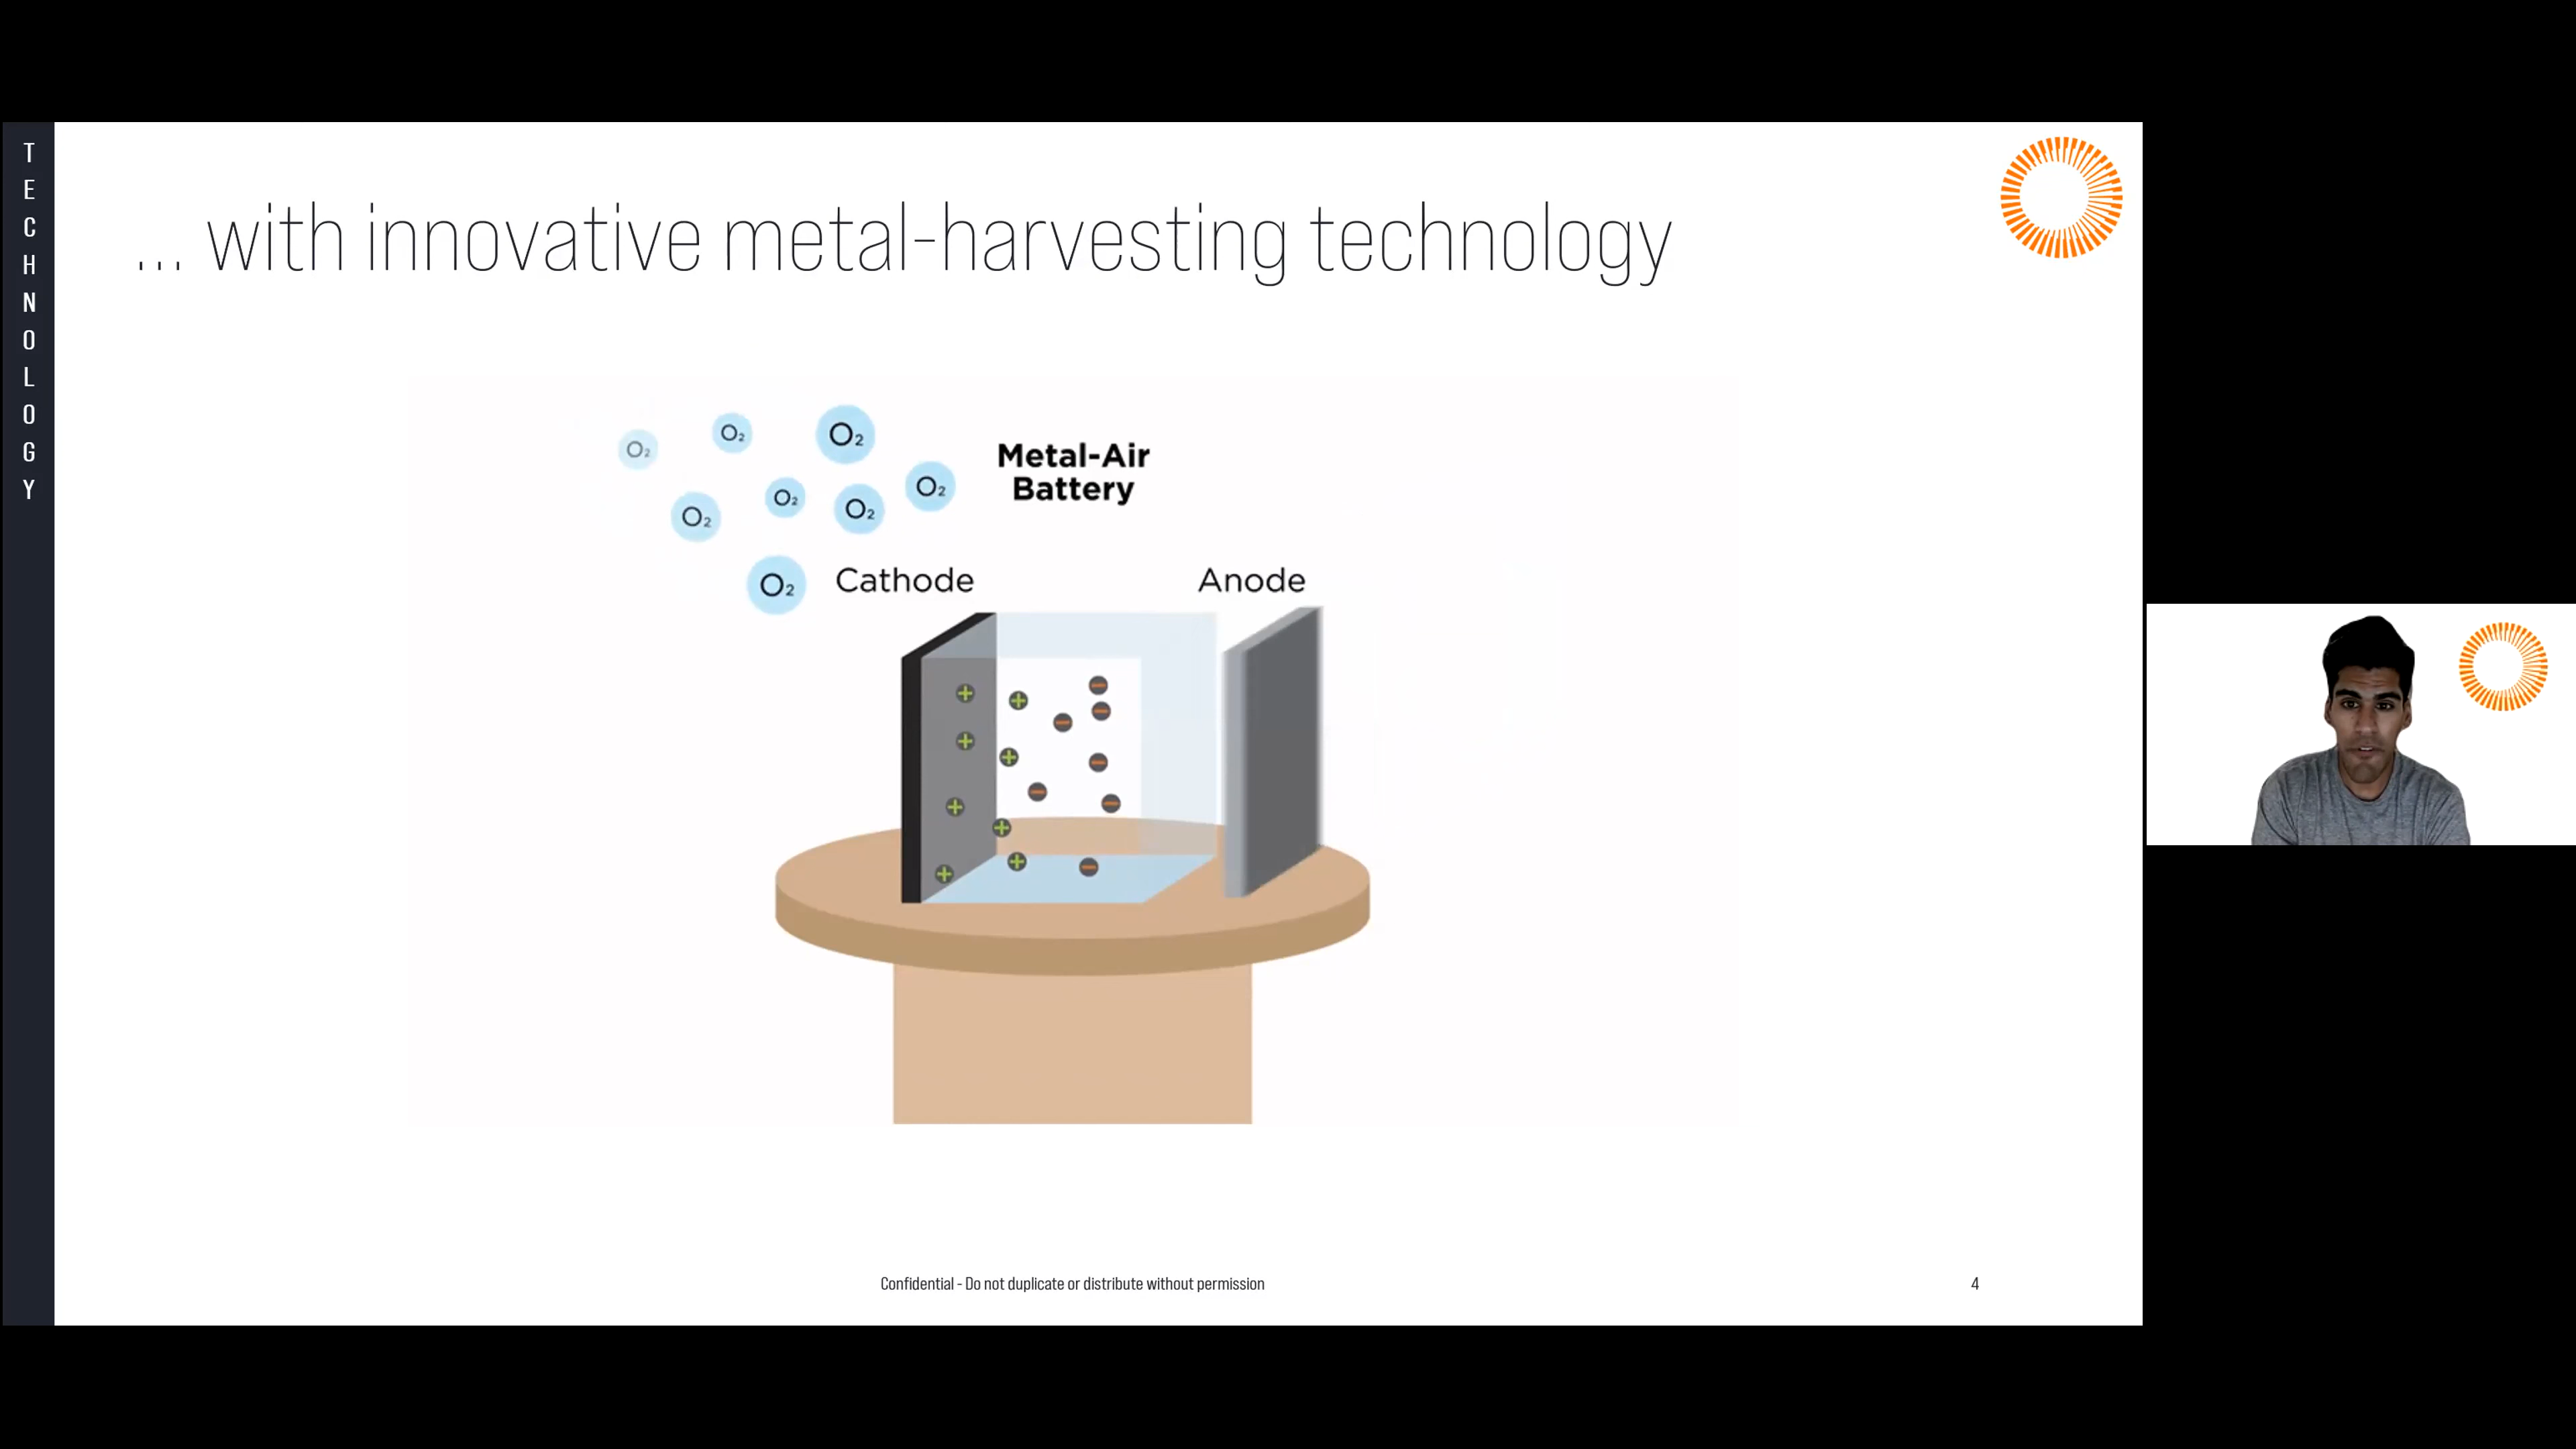 TECHNOLOGY
... with innovative metal-harvesting technology
O₂
O₂
O₂
Metal-Air
Battery
O₂
O₂
O₂
O₂
O₂
Cathode
Anode
Confidential - Do not duplicate or distribute without permission
4